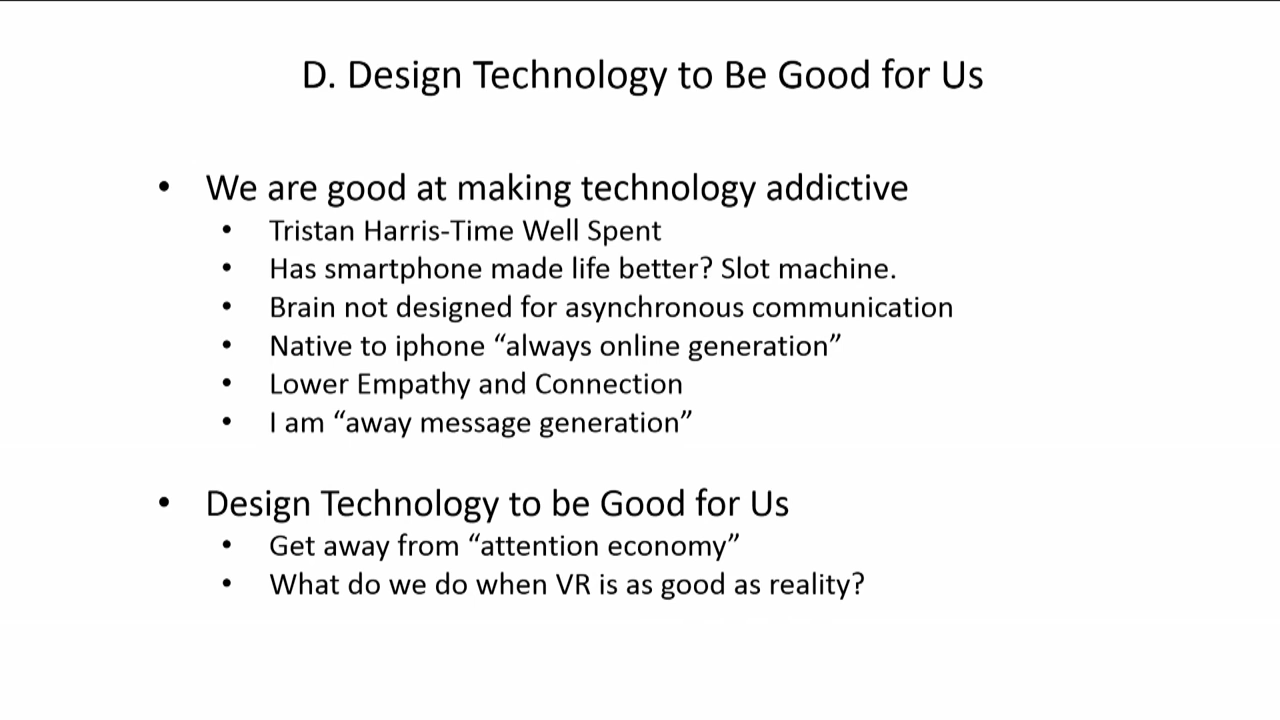 D. Design Technology to Be Good for Us
• We are good at making technology addictive
• Tristan Harris-Time Well Spent
• Has smartphone made life better? Slot machine.
• Brain not designed for asynchronous communication
• Native to iphone “always online generation”
• Lower Empathy and Connection
• I am “away message generation”
• Design Technology to be Good for Us
• Get away from “attention economy”
• What do we do when VR is as good as reality?